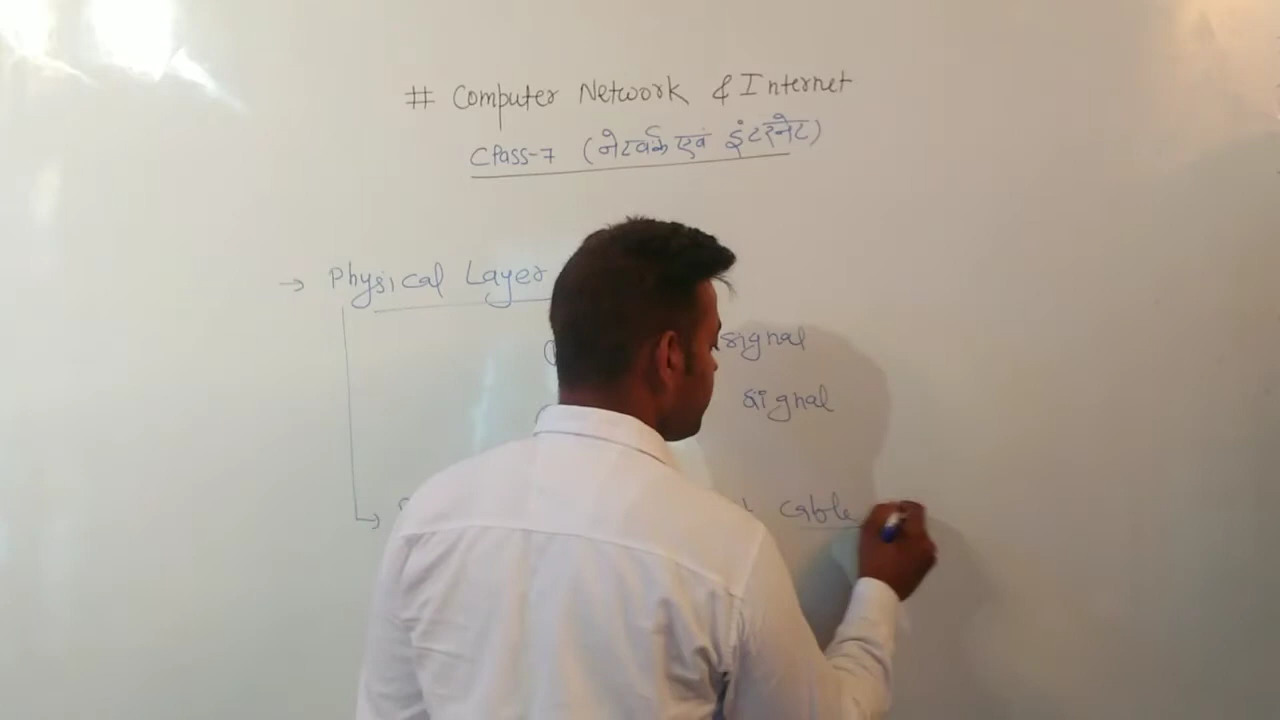 # Computer Network & Internet
Class-7 (नेटवर्क एवं इंटरनेट)
→ Physical Layer
signal
signal
cable